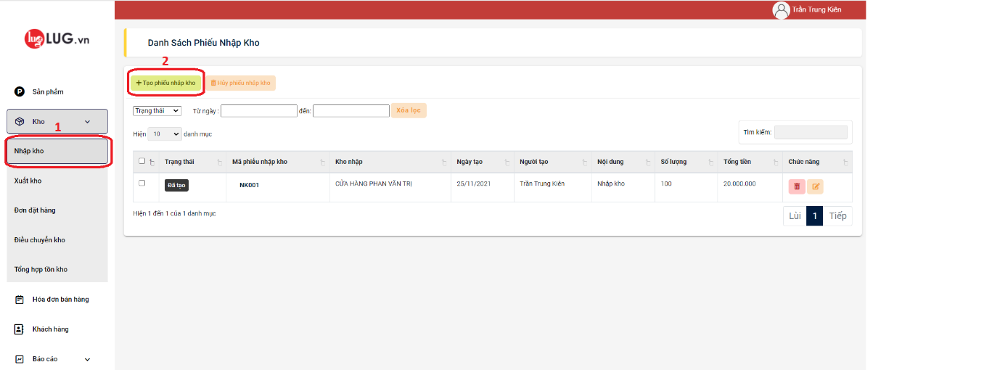 Trần Trung Kiên
lug LUG.vn
Danh Sách Phiếu Nhập Kho
2
Tạo phiếu nhập kho Hủy phiếu nhập kho
P Sản phẩm
Trạng thái Từ ngày : đến: Xóa lọc
Kho
1
Hiện 10 danh mục
Tìm kiếm:
Nhập kho
Trạng thái Mã phiếu nhập kho Kho nhập Ngày tạo Người tạo Nội dung Số lượng Tổng tiền Chức năng
Xuất kho
Đã tạo NK001 CỬA HÀNG PHAN VĂN TRỊ 25/11/2021 Trần Trung Kiên Nhập kho 100 20.000.000
Đơn đặt hàng
Hiện 1 đến 1 của 1 danh mục
Lùi 1 Tiếp
Điều chuyển kho
Tổng hợp tồn kho
Hóa đơn bán hàng
Khách hàng
Báo cáo